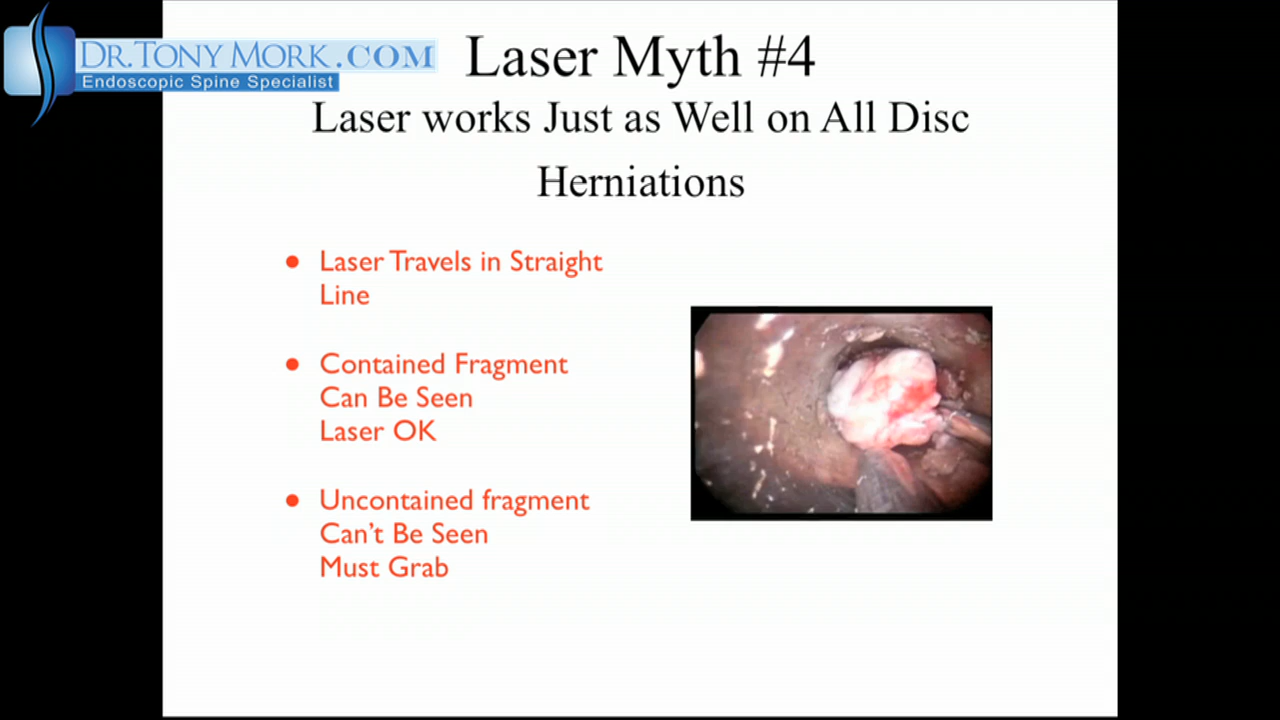 DR.TONY MORK.COM
Endoscopic Spine Specialist
Laser Myth #4
Laser works Just as Well on All Disc
Herniations
• Laser Travels in Straight
Line
• Contained Fragment
Can Be Seen
Laser OK
• Uncontained fragment
Can't Be Seen
Must Grab